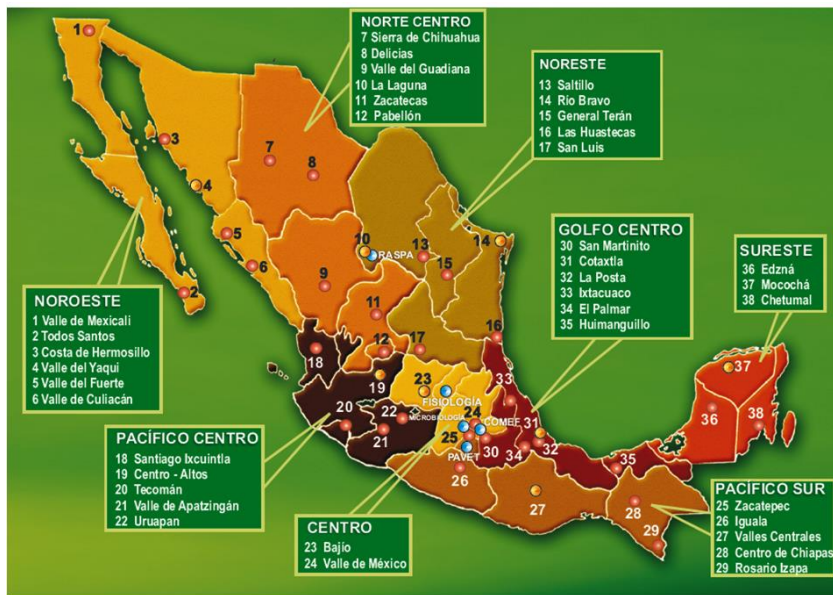 NORTE CENTRO
7 Sierra de Chihuahua
8 Delicias
9 Valle del Guadiana
10 La Laguna
11 Zacatecas
12 Pabellón
NORESTE
13 Saltillo
14 Río Bravo
15 General Terán
16 Las Huastecas
17 San Luis
GOLFO CENTRO
30 San Martinito
31 Cotaxtla
32 La Posta
33 Ixtacuaco
34 El Palmar
35 Huimanguillo
SURESTE
36 Edzná
37 Mocochá
38 Chetumal
NOROESTE
1 Valle de Mexicali
2 Todos Santos
3 Costa de Hermosillo
4 Valle del Yaqui
5 Valle del Fuerte
6 Valle de Culiacán
PACÍFICO CENTRO
18 Santiago Ixcuintla
19 Centro - Altos
20 Tecomán
21 Valle de Apatzingán
22 Uruapan
CENTRO
23 Bajío
24 Valle de México
PACÍFICO SUR
25 Zacatepec
26 Iguala
27 Valles Centrales
28 Centro de Chiapas
29 Rosario Izapa
1
3
7
8
4
5
6
10
RASPA
13
14
15
9
11
2
12
17
16
18
19
23
FISIOLOGÍA
33
37
20
22
MICROBIOLOGÍA
24
COMEF
31
36
38
21
25
PAVET
30
34
32
35
26
27
28
29